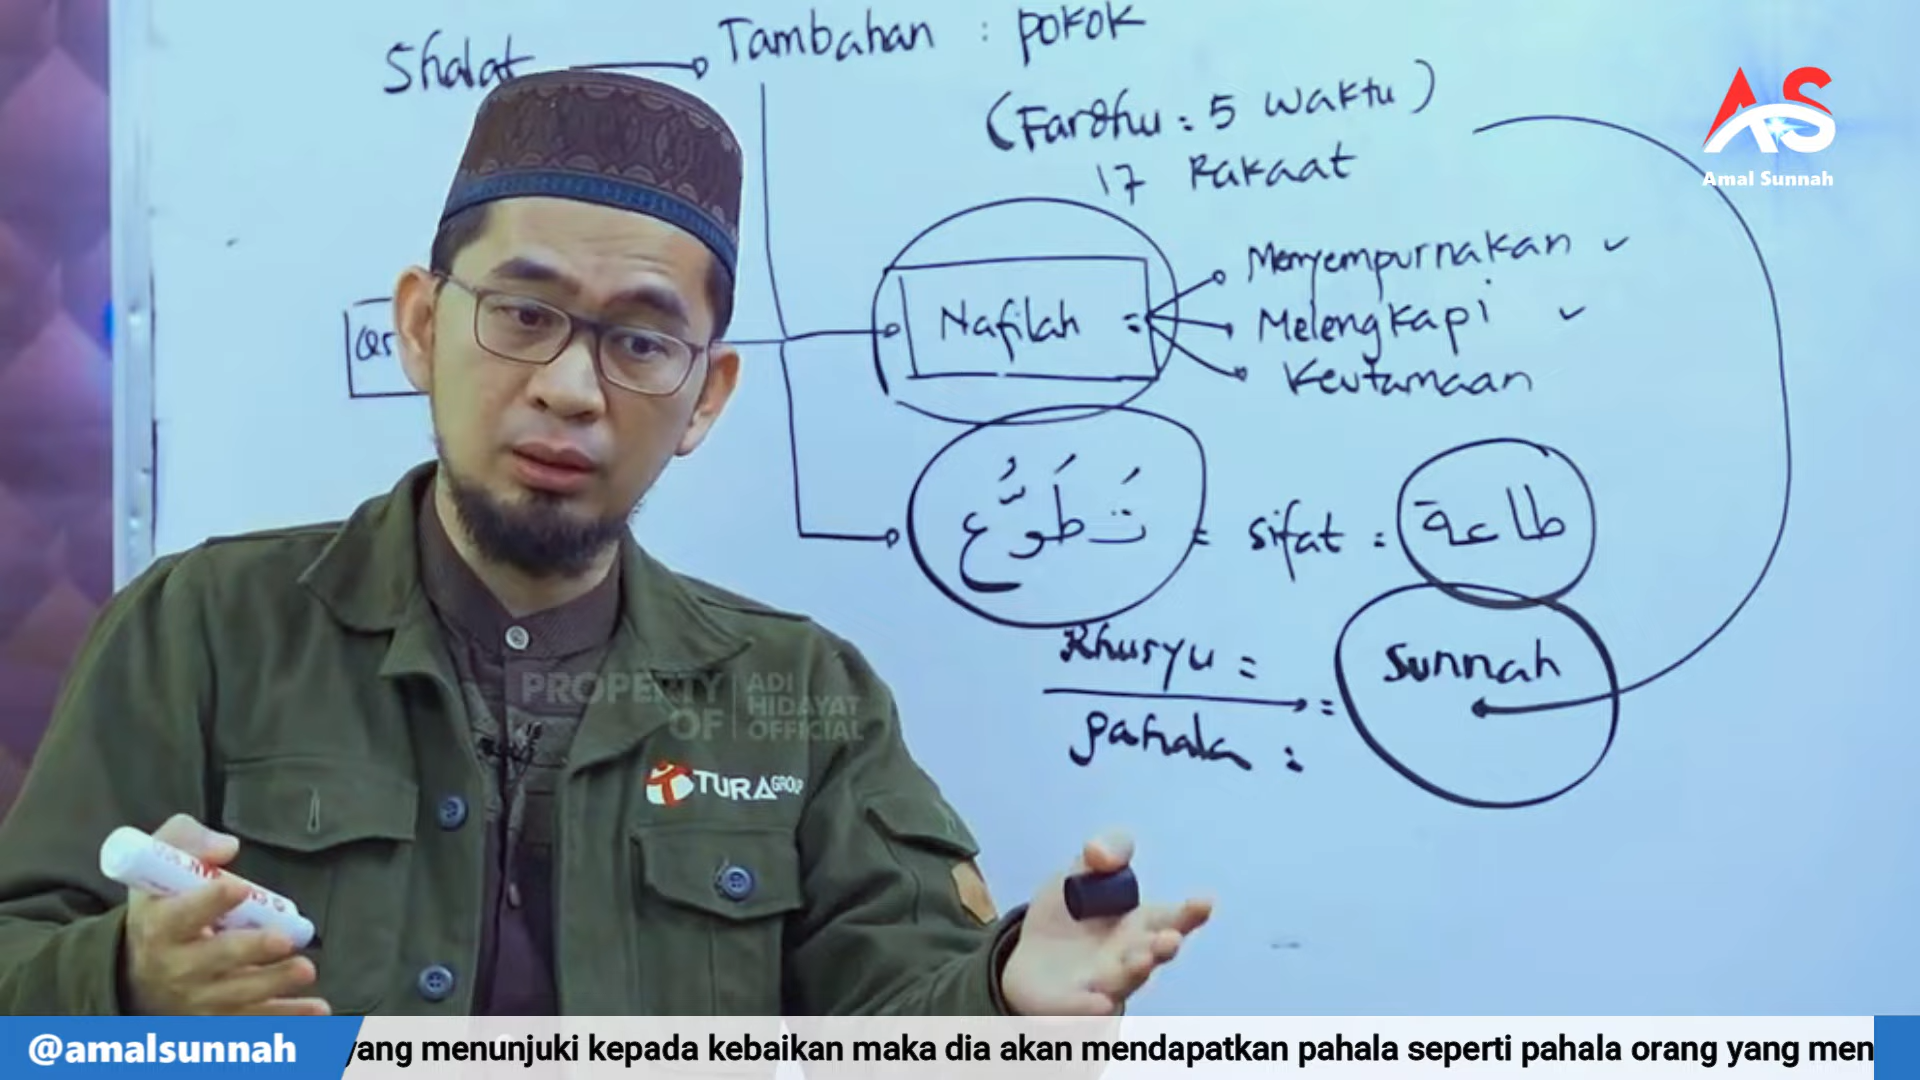 Shalat
Tambahan : POKOK
(Fardhu : 5 waktu)
17 Rakaat
AS
Amal Sunnah
Nafilah =
Menyempurnakan ✓
Melengkapi ✓
Keutamaan
تَطَوُّع = sifat = طاعة
Khusyu =
pahala :
= Sunnah
PROPERTY OF | ADI HIDAYAT OFFICIAL
TURA GROUP
@amalsunnah
yang menunjuki kepada kebaikan maka dia akan mendapatkan pahala seperti pahala orang yang men